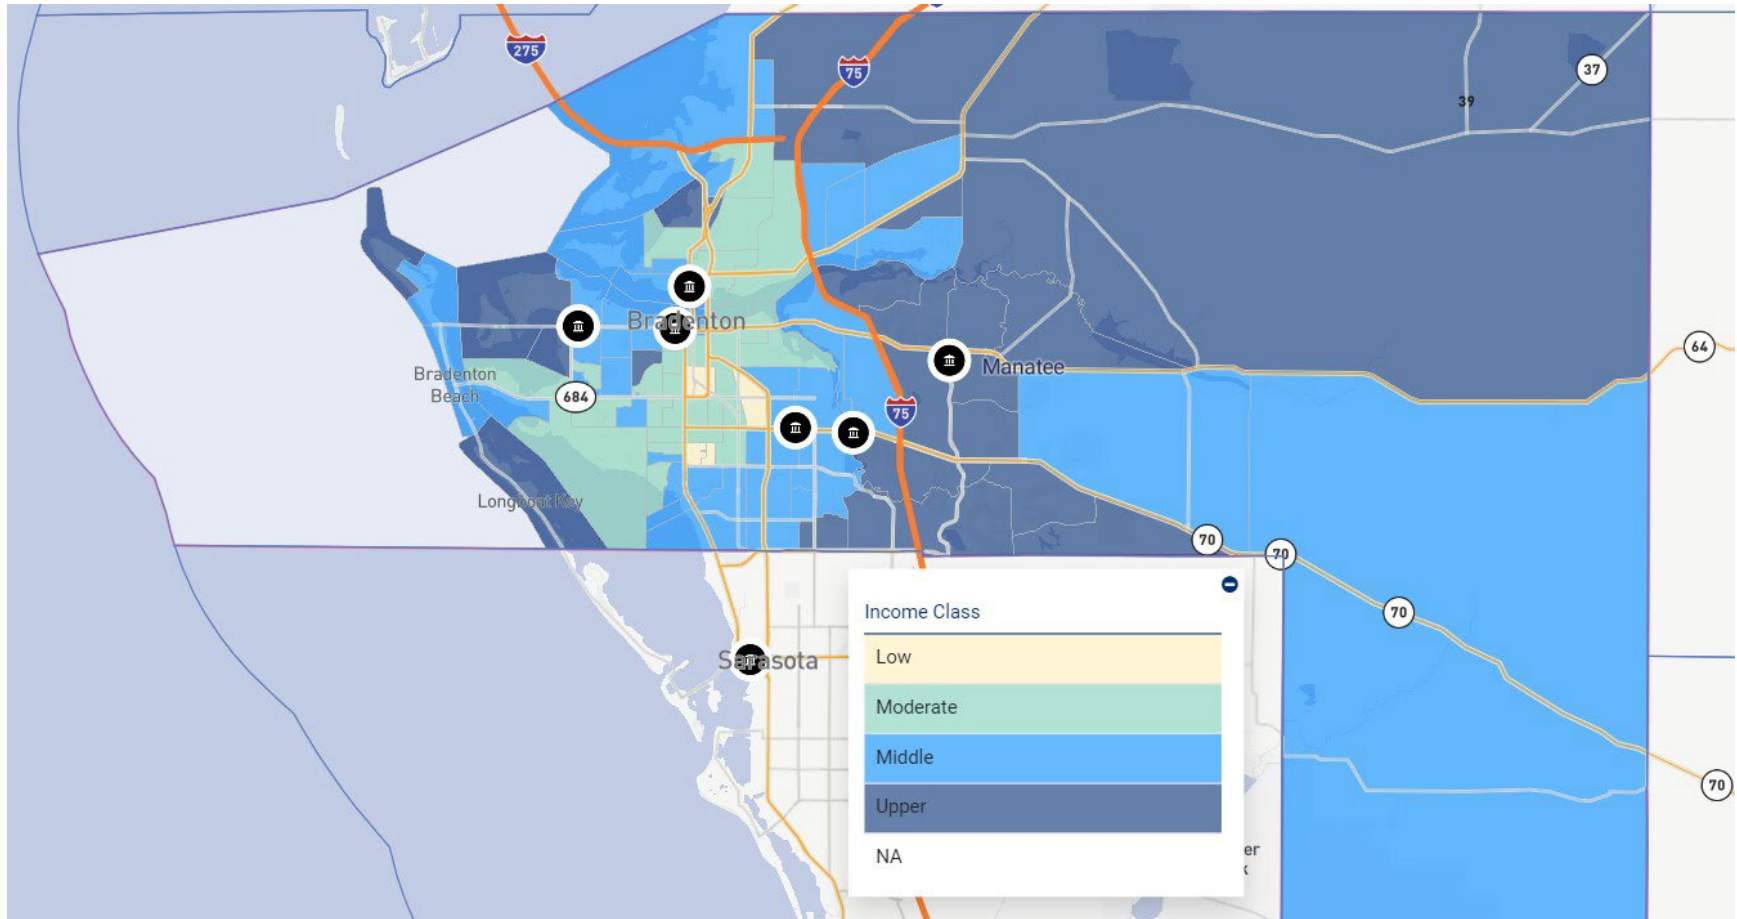 275
75
37
39
Bradenton
64
Manatee
Bradenton
Beach
684
75
Longboat Key
70
70
70
70
Sarasota
Income Class
Low
Moderate
Middle
Upper
NA
er
k